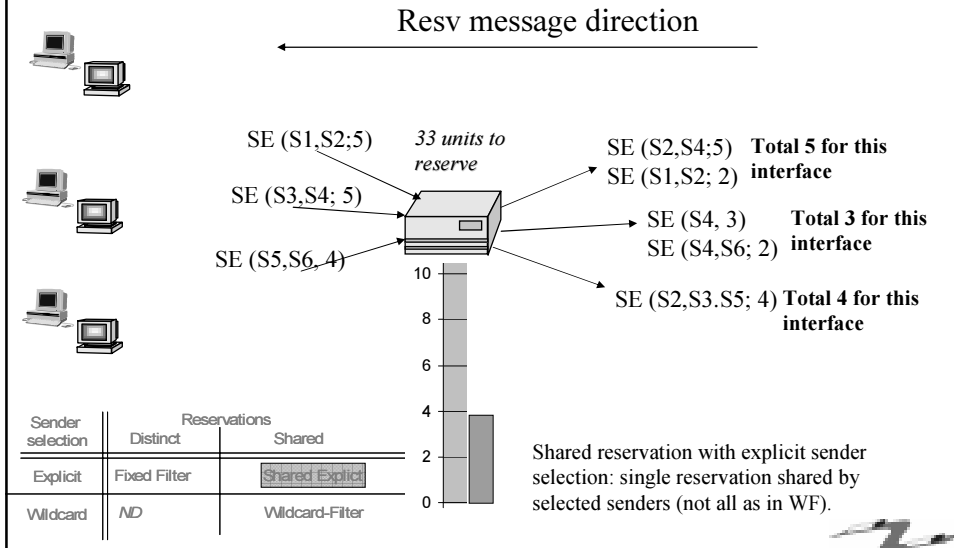 Resv message direction
SE (S1,S2;5)
33 units to
reserve
SE (S2,S4;5)
Total 5 for this
interface
SE (S1,S2; 2)
SE (S3,S4; 5)
SE (S4, 3)
Total 3 for this
interface
SE (S4,S6; 2)
SE (S5,S6, 4)
SE (S2,S3.S5; 4)
Total 4 for this
interface
10
8
6
4
2
0
Sender
selection
Reservations
Distinct
Shared
Explicit
Fixed Filter
Shared Explict
Wildcard
ND
Wildcard-Filter
Shared reservation with explicit sender
selection: single reservation shared by
selected senders (not all as in WF).